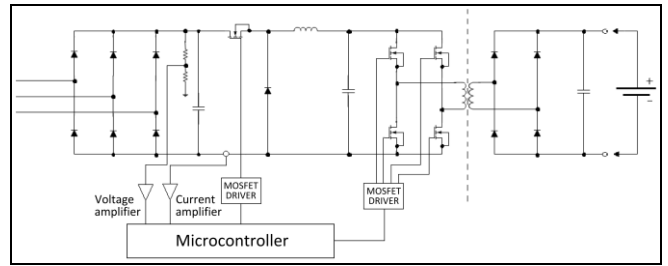 Voltage
amplifier
Current
amplifier
MOSFET
DRIVER
MOSFET
DRIVER
Microcontroller
+
-